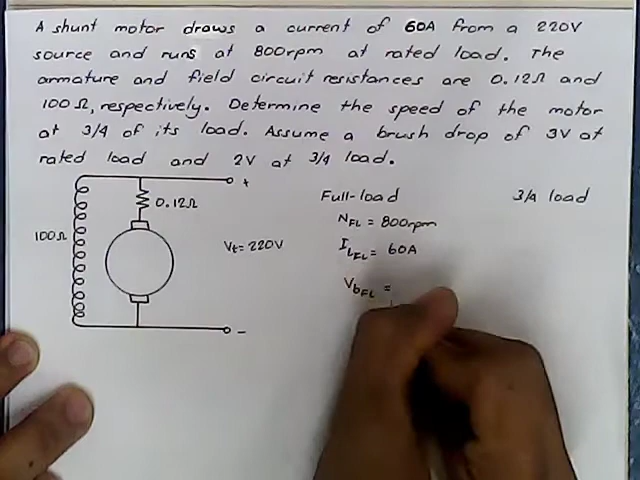 A shunt motor draws a current of 60A from a 220V
source and runs at 800rpm at rated load. The
armature and field circuit resistances are 0.12Ω and
100Ω, respectively. Determine the speed of the motor
at 3/4 of its load. Assume a brush drop of 3V at
rated load and 2V at 3/4 load.
+
0.12Ω
100Ω
Vt = 220V
-
Full-load
N_FL = 800rpm
I_L_FL = 60A
V_b_FL =
3/4 load